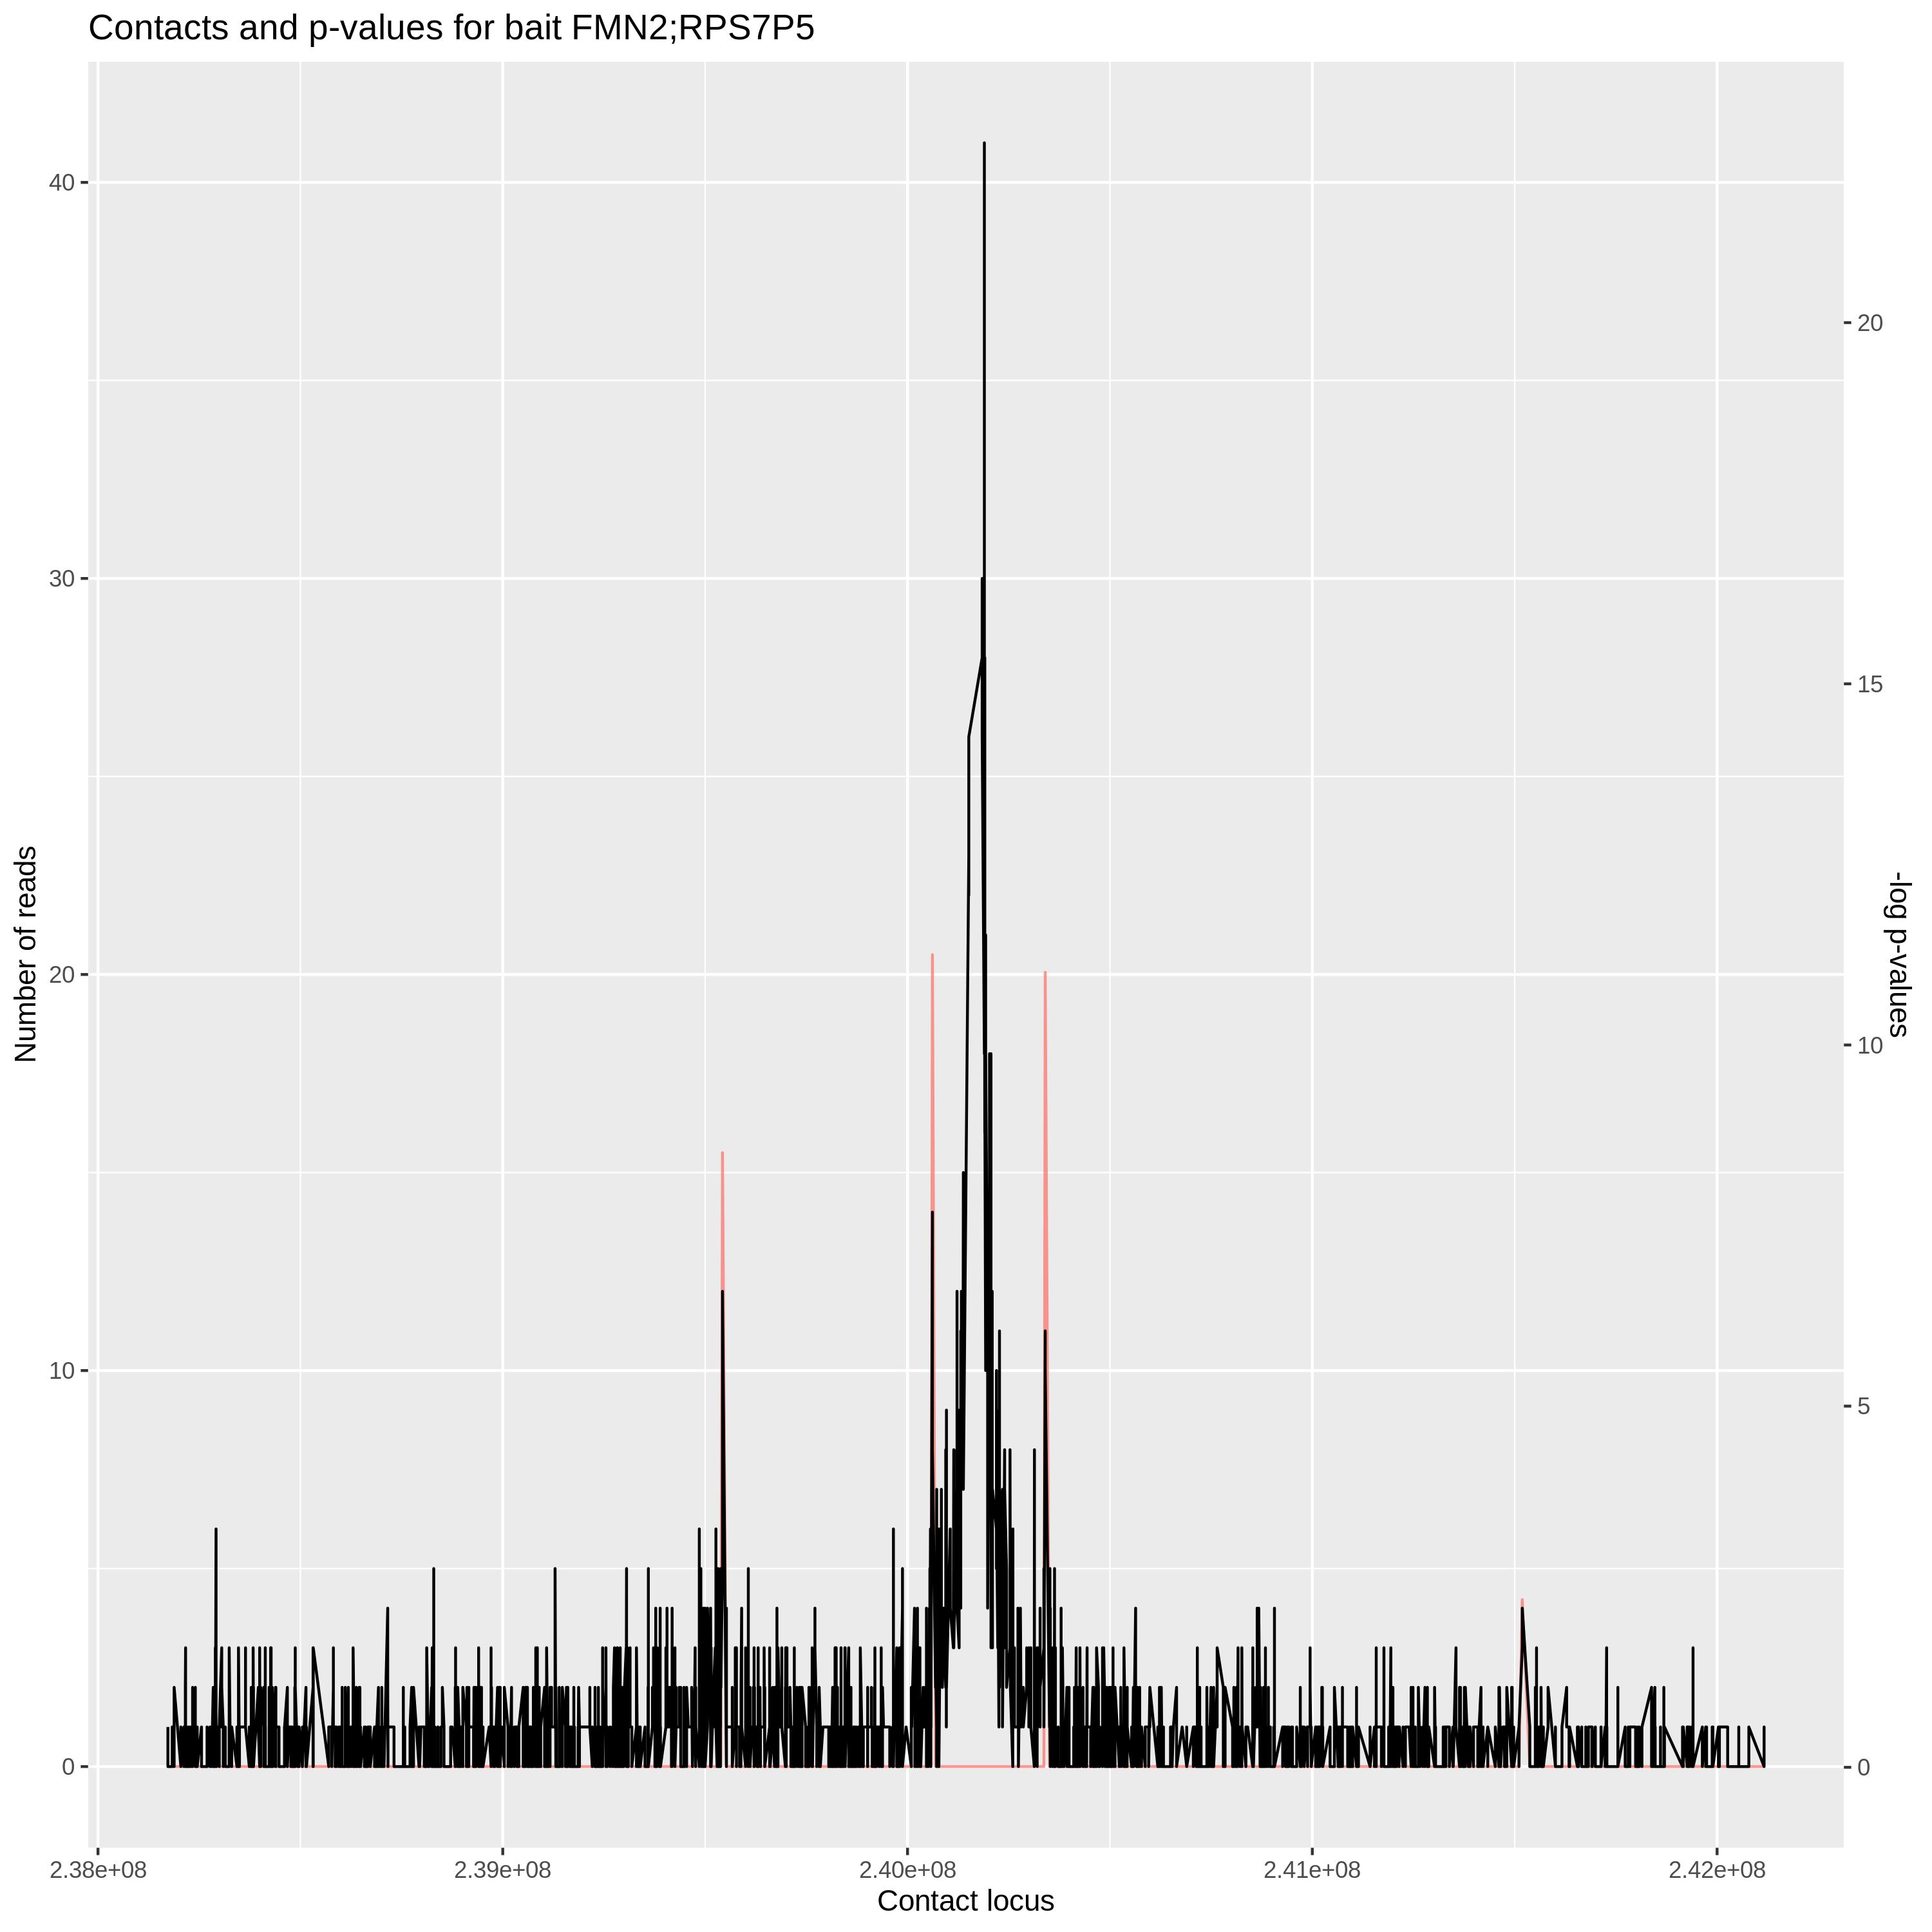 Contacts and p-values for bait FMN2;RPS7P5
40
30
20
10
0
Number of reads
20
15
10
5
0
-log p-values
2.38e+08
2.39e+08
2.40e+08
2.41e+08
2.42e+08
Contact locus